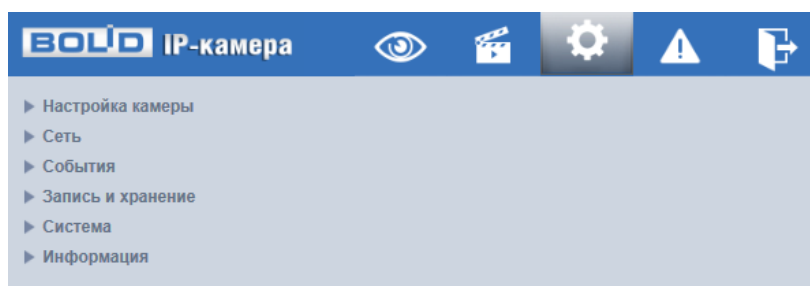 BOLID IP-камера
Настройка камеры
Сеть
События
Запись и хранение
Система
Информация